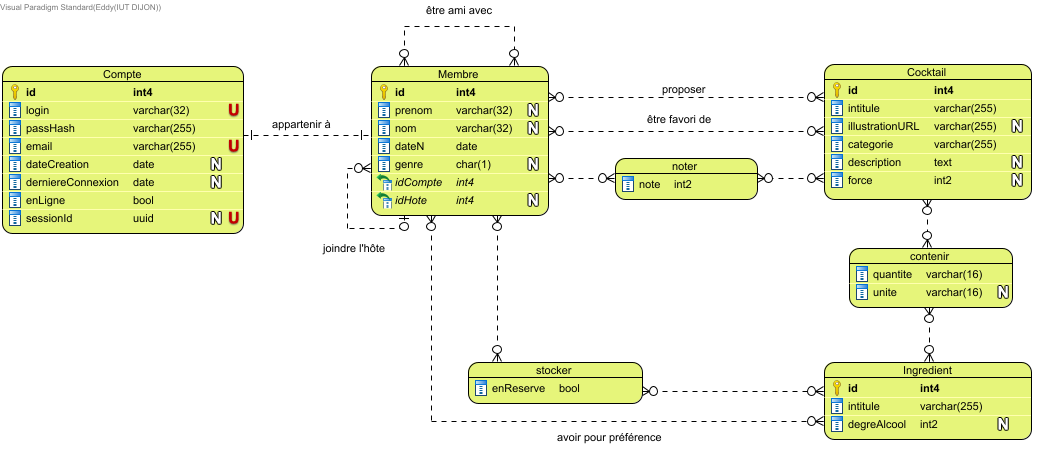 Visual Paradigm Standard(Eddy(IUT DIJON))
être ami avec
Compte
id int4
login varchar(32) U
passHash varchar(255)
email varchar(255) U
dateCreation date N
derniereConnexion date N
enLigne bool
sessionId uuid N U
appartenir à
Membre
id int4
prenom varchar(32) N
nom varchar(32) N
dateN date
genre char(1) N
idCompte int4
idHote int4 N
joindre l'hôte
proposer
être favori de
noter
note int2
Cocktail
id int4
intitule varchar(255)
illustrationURL varchar(255) N
categorie varchar(255)
description text N
force int2 N
contenir
quantite varchar(16)
unite varchar(16) N
stocker
enReserve bool
Ingredient
id int4
intitule varchar(255)
degreAlcool int2 N
avoir pour préférence